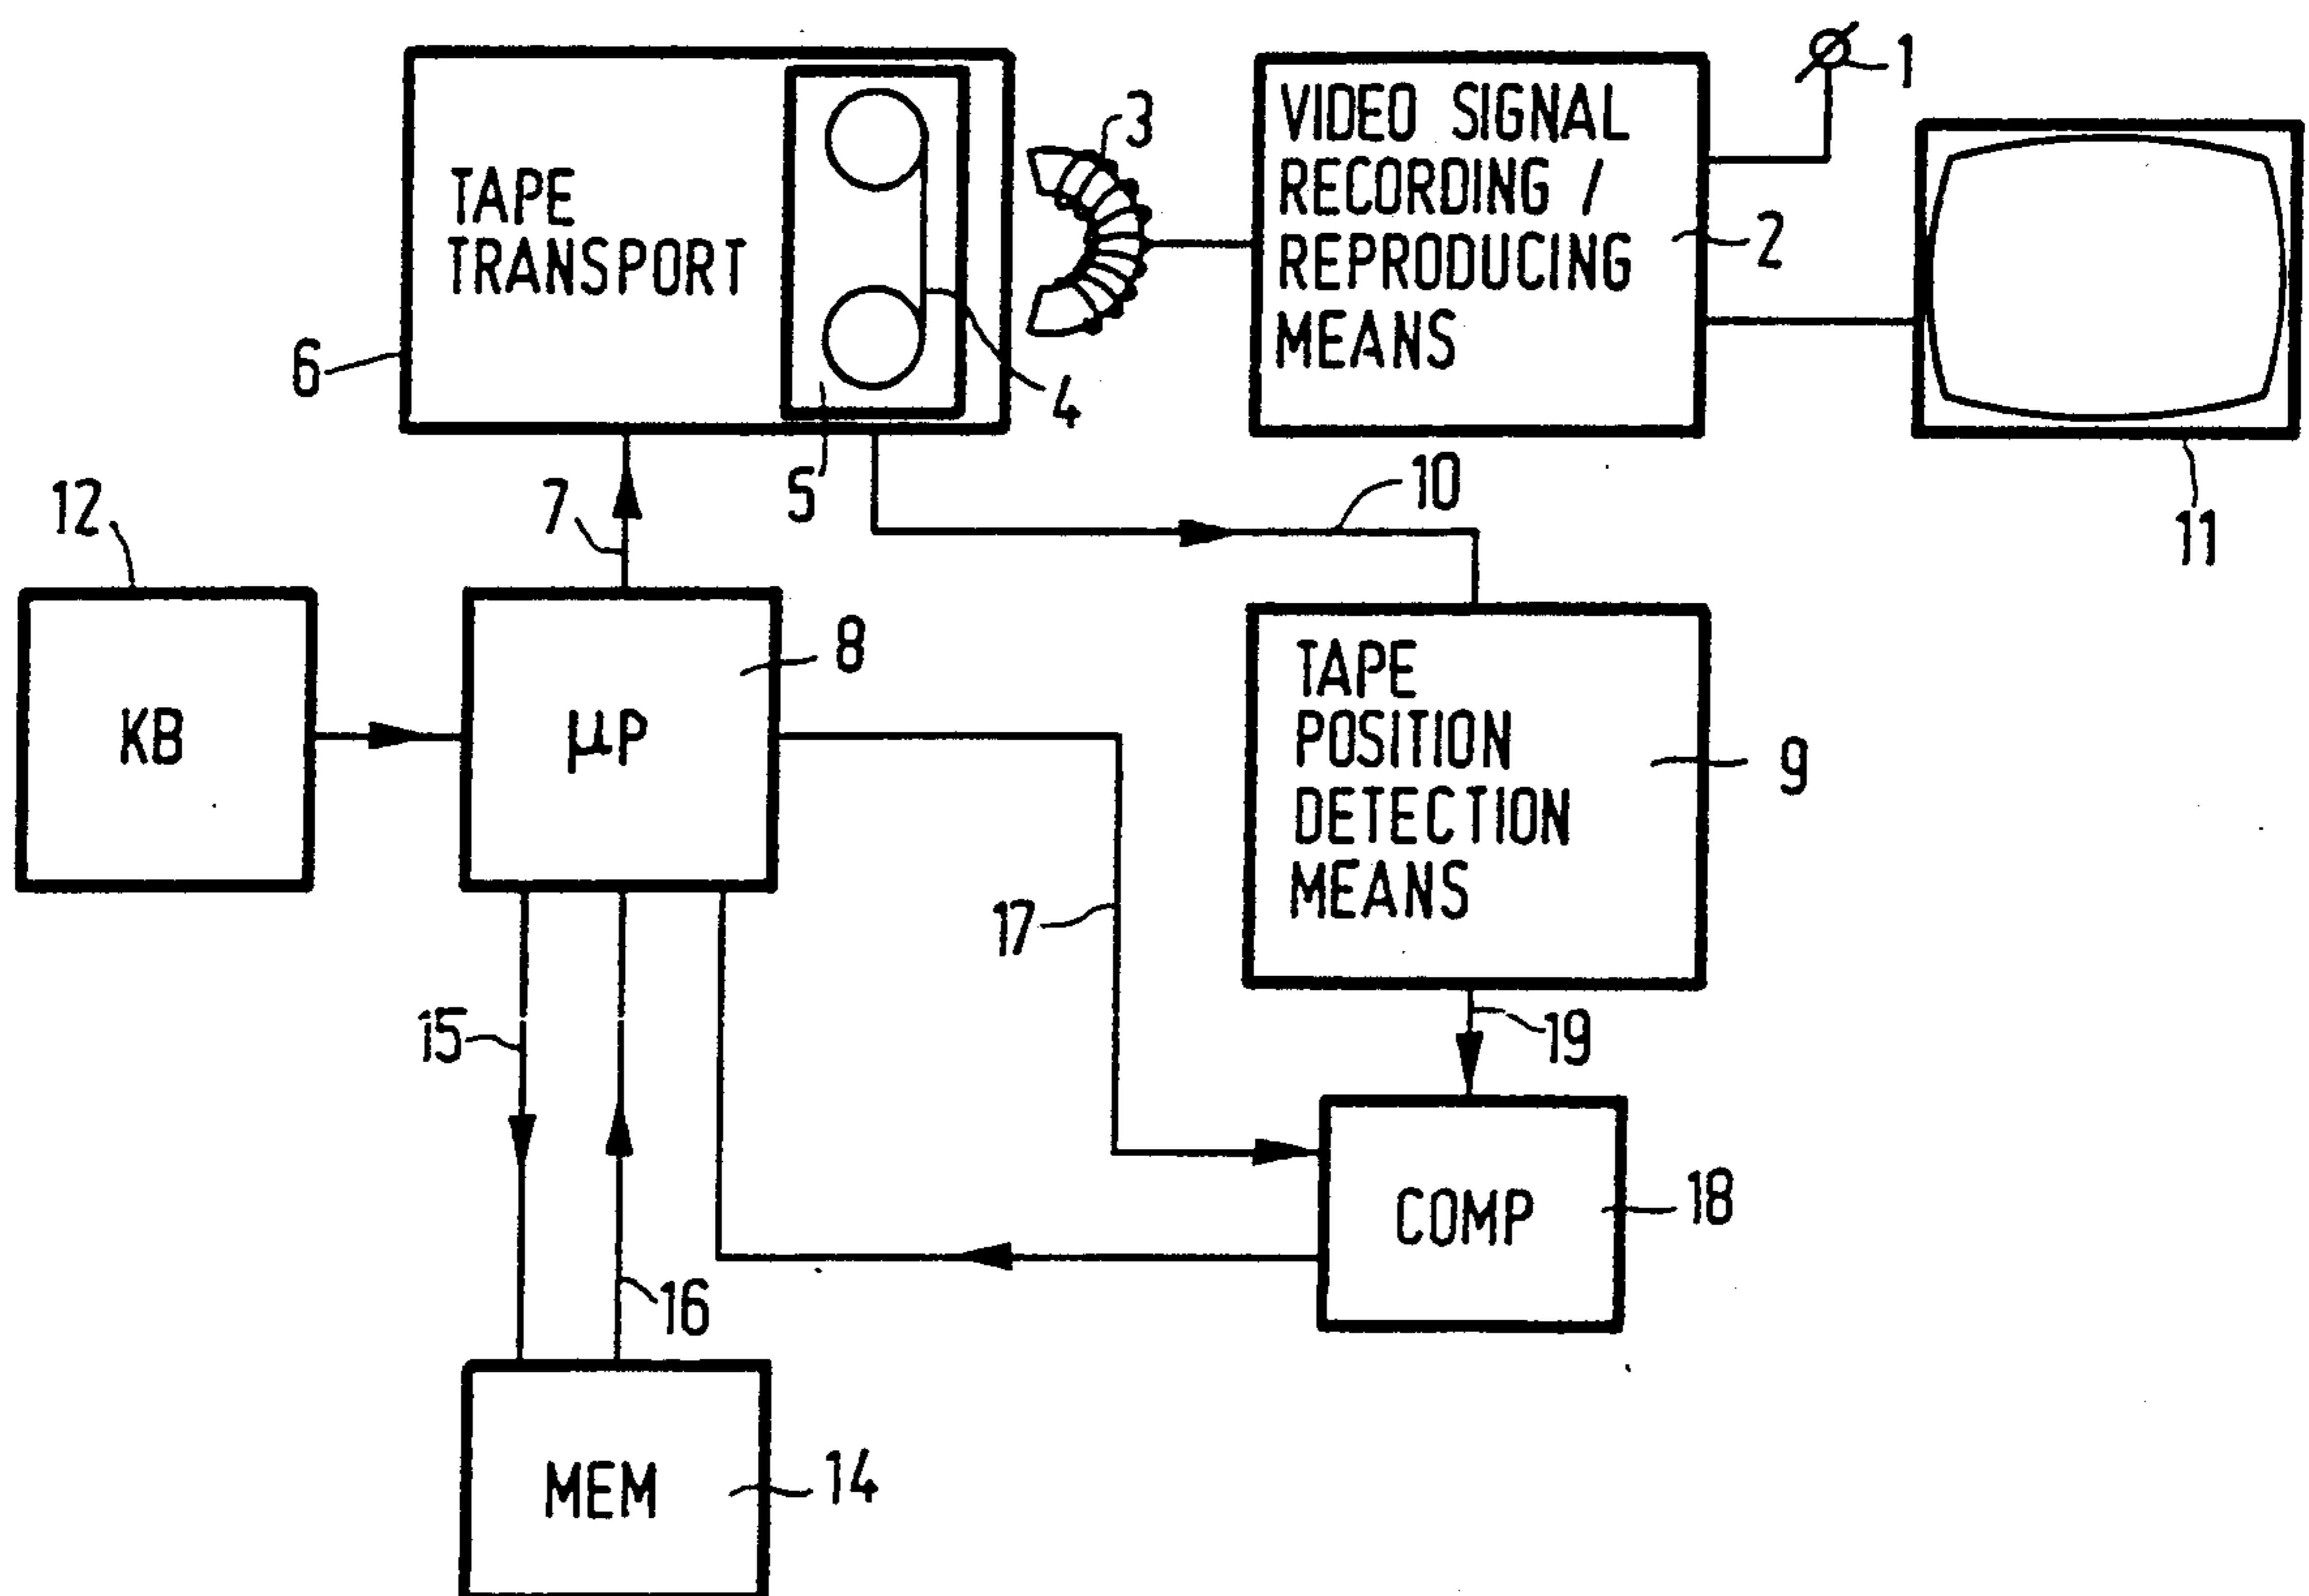 1
VIDEO SIGNAL
RECORDING /
REPRODUCING
MEANS
2
3
TAPE
TRANSPORT
6
4
5
7
10
11
12
KB
µP
8
TAPE
POSITION
DETECTION
MEANS
9
17
15
19
16
COMP
18
MEM
14